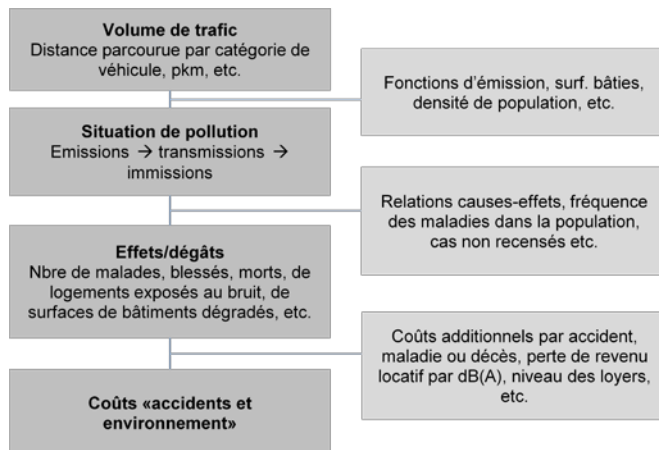 Volume de trafic
Distance parcourue par catégorie de
véhicule, pkm, etc.
Fonctions d'émission, surf. bâties,
densité de population, etc.
Situation de pollution
Emissions → transmissions →
immissions
Relations causes-effets, fréquence
des maladies dans la population,
cas non recensés etc.
Effets/dégâts
Nbre de malades, blessés, morts, de
logements exposés au bruit, de
surfaces de bâtiments dégradés, etc.
Coûts additionnels par accident,
maladie ou décès, perte de revenu
locatif par dB(A), niveau des loyers,
etc.
Coûts «accidents et
environnement»